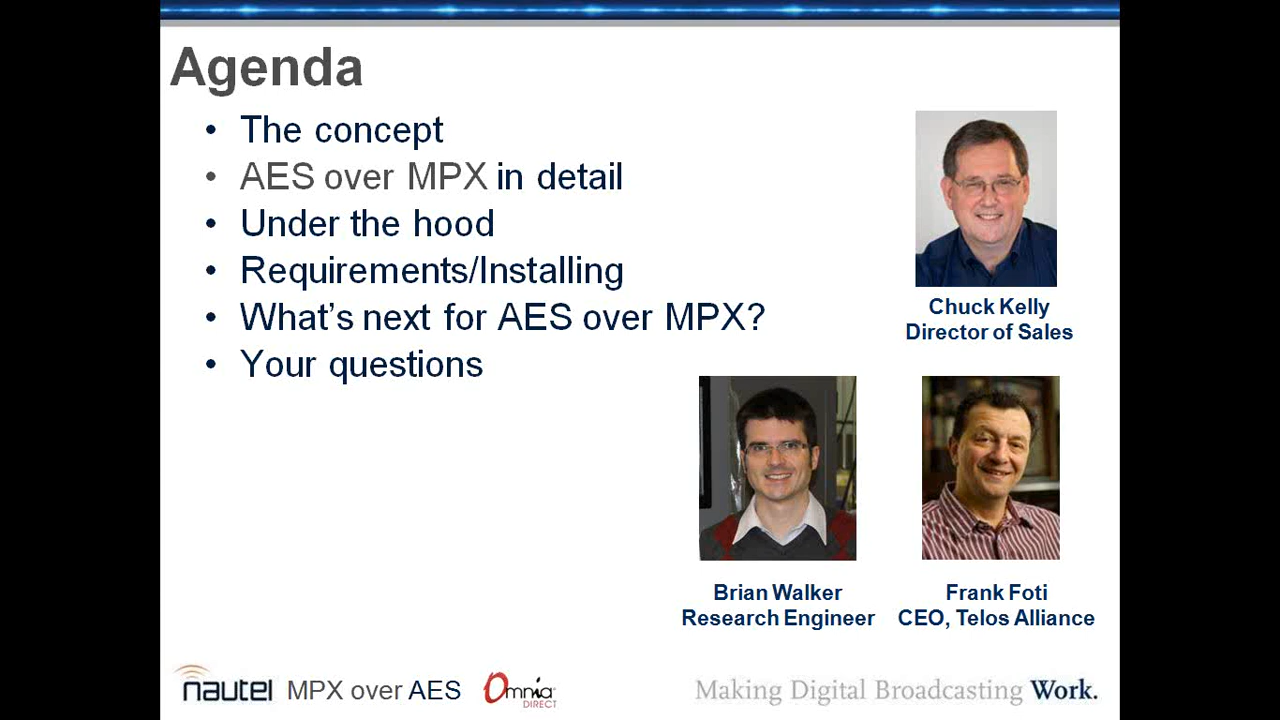 Agenda
• The concept
• AES over MPX in detail
• Under the hood
• Requirements/Installing
• What's next for AES over MPX?
• Your questions
Chuck Kelly
Director of Sales
Brian Walker
Research Engineer
Frank Foti
CEO, Telos Alliance
nautel MPX over AES Omnia DIRECT
Making Digital Broadcasting Work.